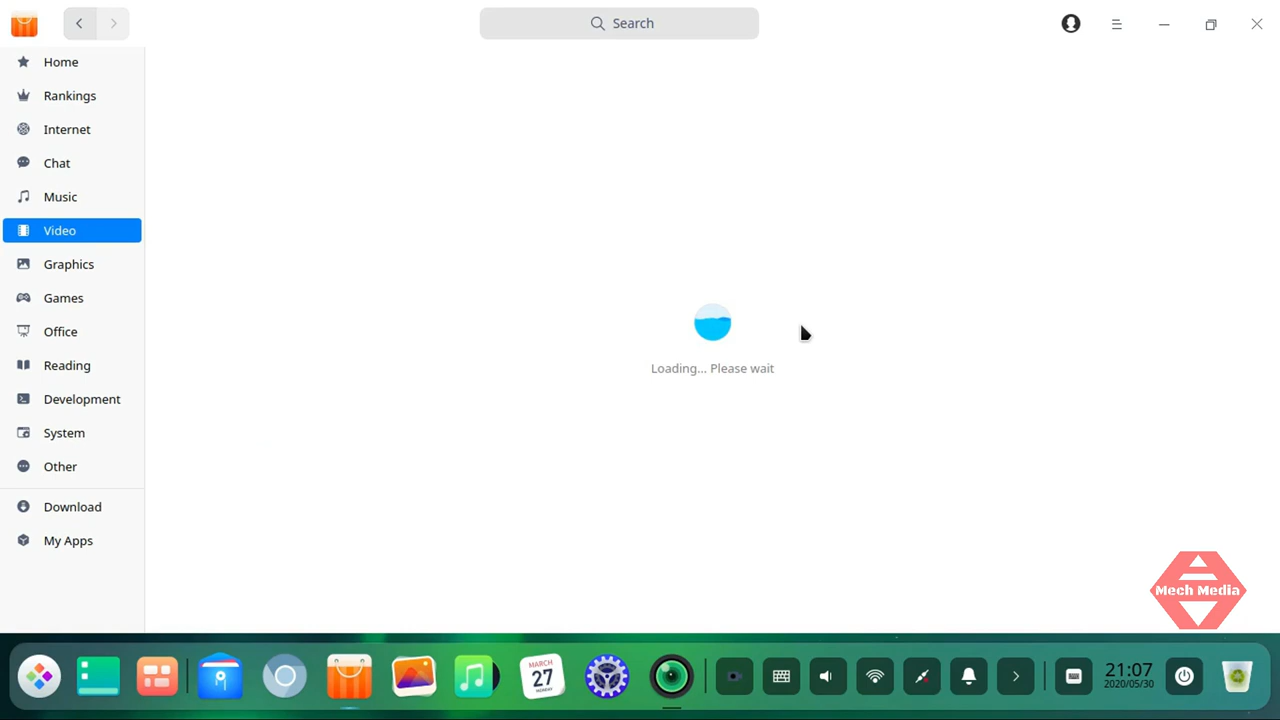 Search
Home
Rankings
Internet
Chat
Music
Video
Graphics
Games
Office
Reading
Development
System
Other
Download
My Apps
Loading... Please wait
Mech Media
MARCH
27
21:07
2020/05/30